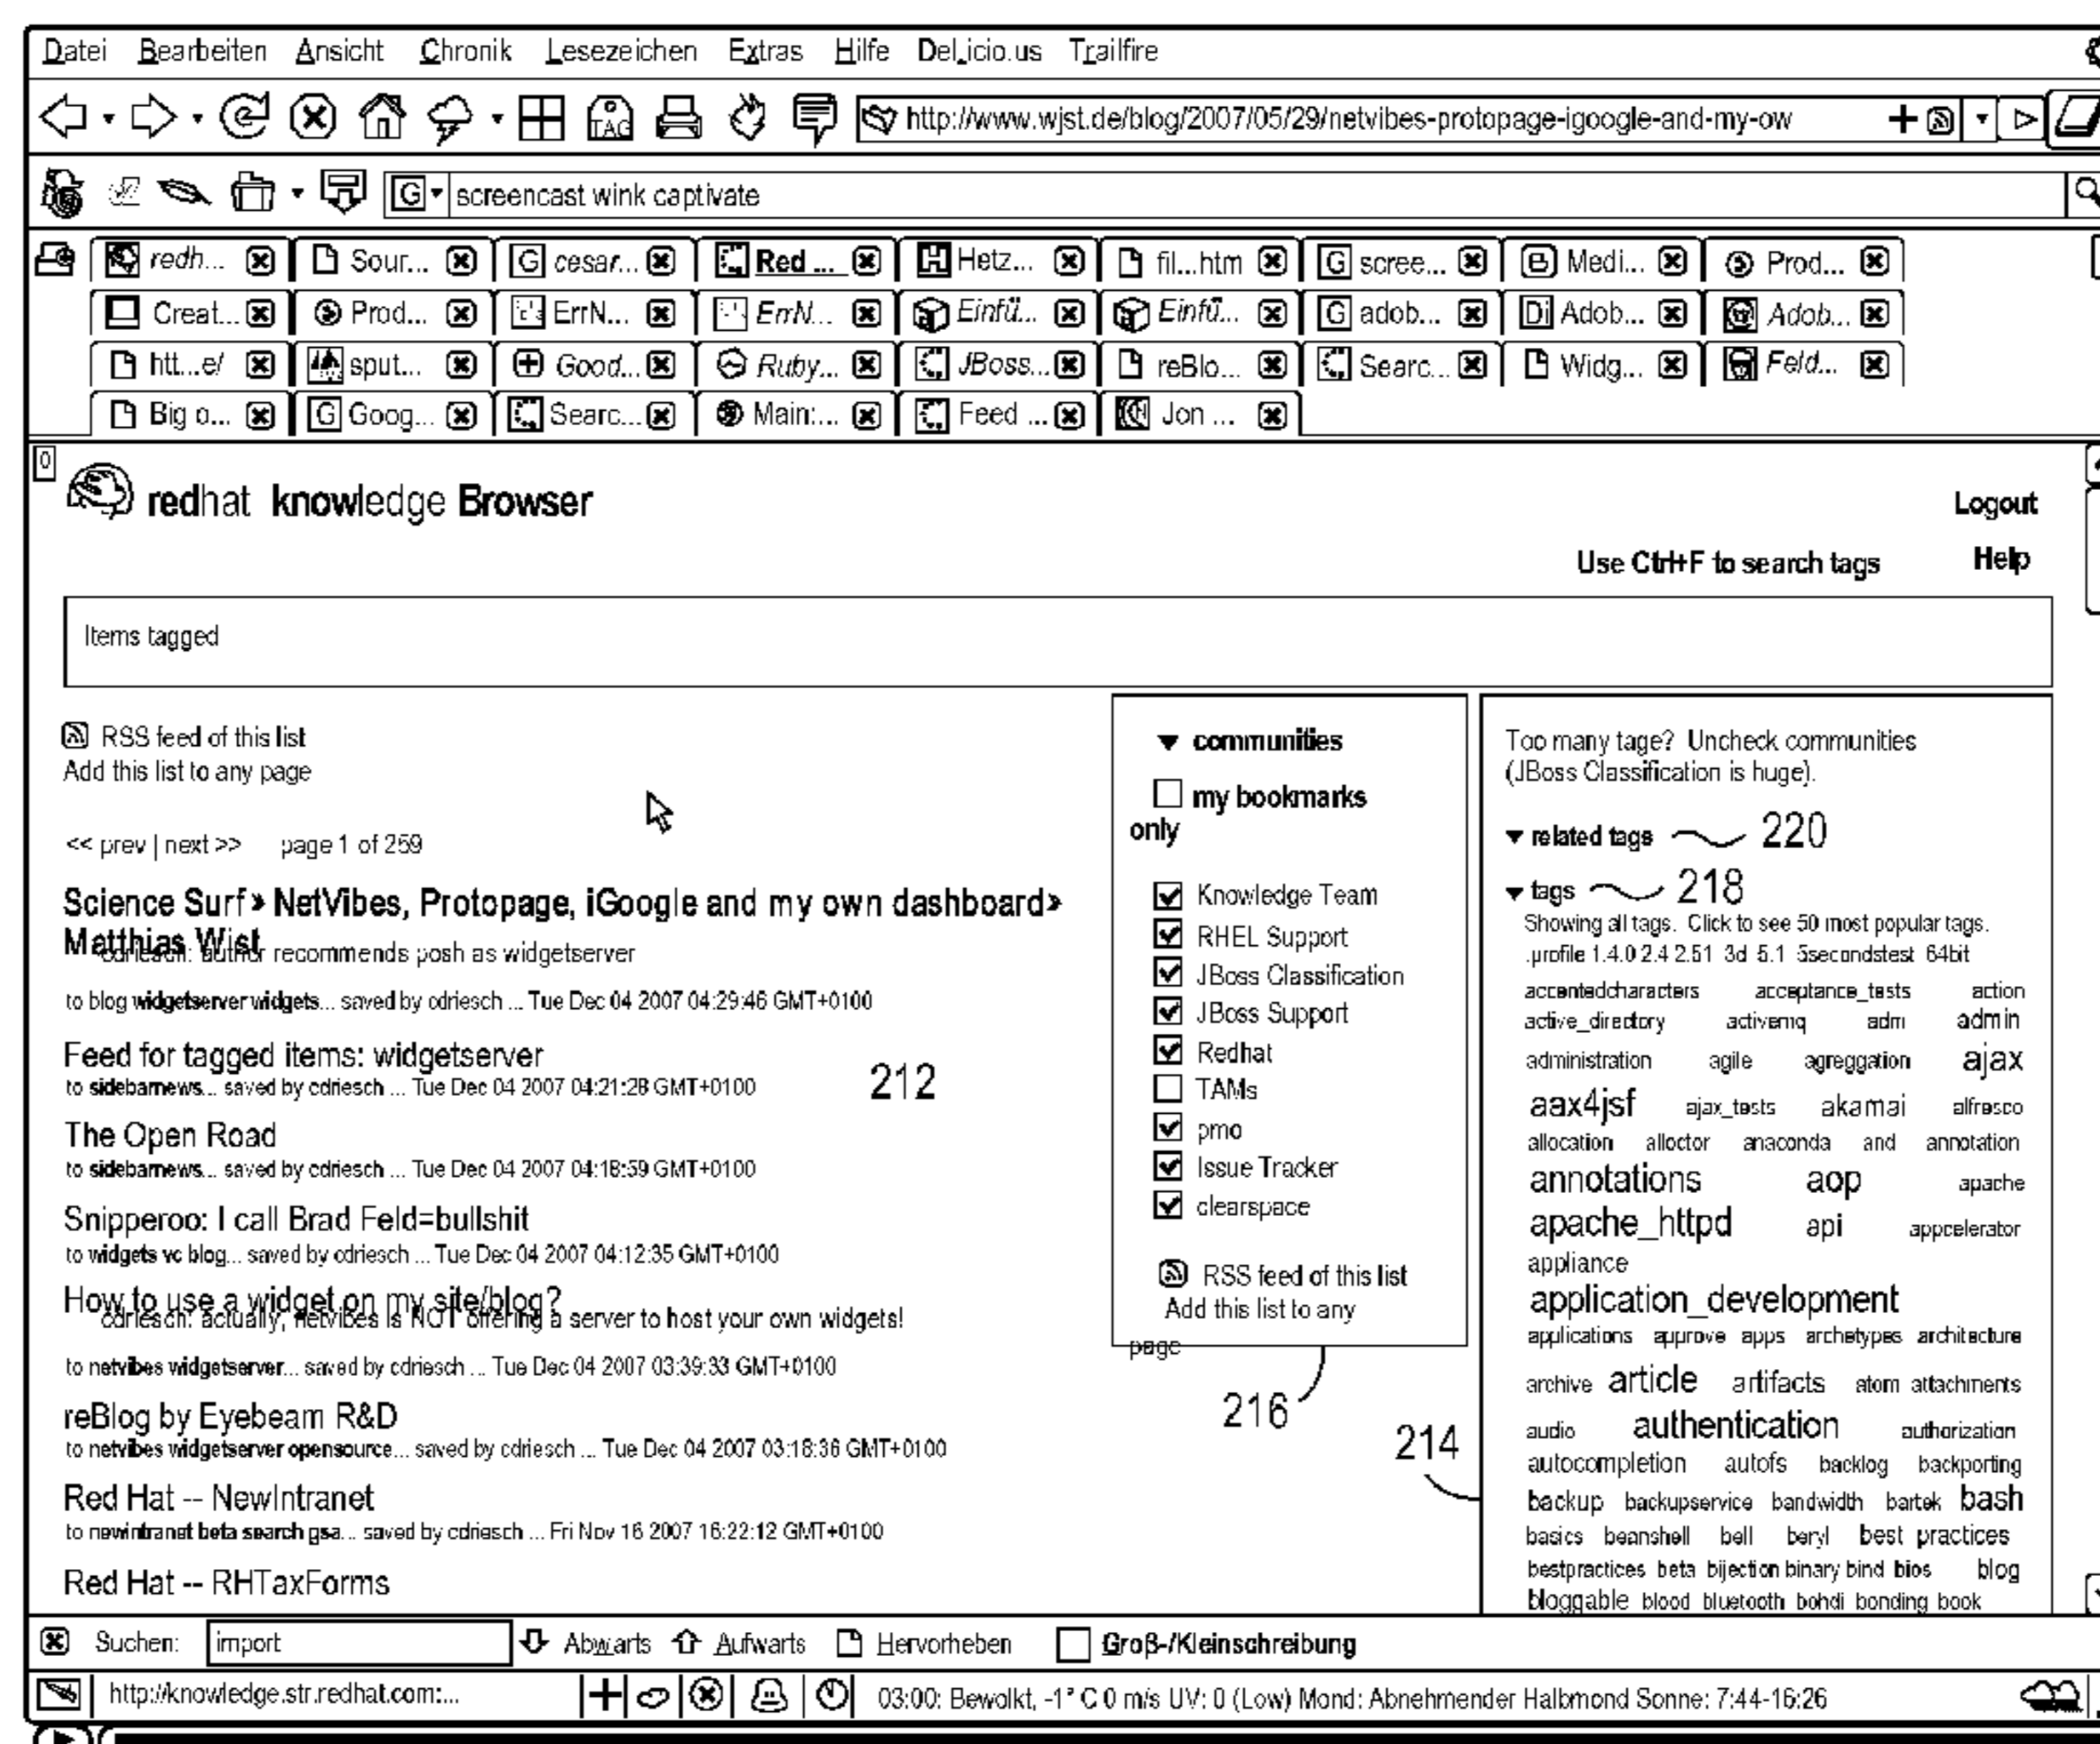 Datei Bearbeiten Ansicht Chronik Lesezeichen Extras Hilfe Del.icio.us Trailfire
TAG http://www.wjst.de/blog/2007/05/29/netvibes-protopage-igoogle-and-my-ow
G screencast wink captivate
redh... Sour... G cesar... Red ... H Hetz... fil...htm G scree... B Medi... Prod...
Creat... Prod... ErrN... ErrN... Einfü... Einfü... G adob... Di Adob... Adob...
htt...e/ sput... Good... Ruby... JBoss... reBlo... Searc... Widg... Feld...
Big o... G Goog... Searc... Main:... Feed ... Jon ...
0
redhat knowledge Browser
Logout
Use Ctrl+F to search tags Help
Items tagged
RSS feed of this list
Add this list to any page
<< prev | next >> page 1 of 259
Science Surf » NetVibes, Protopage, iGoogle and my own dashboard»
Matthias Wist
cdriesch: author recommends posh as widgetserver
to blog widgetserver widgets... saved by cdriesch ... Tue Dec 04 2007 04:29:46 GMT+0100
Feed for tagged items: widgetserver
to sidebarnews... saved by cdriesch ... Tue Dec 04 2007 04:21:28 GMT+0100
212
The Open Road
to sidebarnews... saved by cdriesch ... Tue Dec 04 2007 04:18:59 GMT+0100
Snipperoo: I call Brad Feld=bullshit
to widgets vc blog... saved by cdriesch ... Tue Dec 04 2007 04:12:35 GMT+0100
How to use a widget on my site/blog?
cdriesch: actually, netvibes is NOT offering a server to host your own widgets!
to netvibes widgetserver... saved by cdriesch ... Tue Dec 04 2007 03:39:33 GMT+0100
reBlog by Eyebeam R&D
to netvibes widgetserver opensource... saved by cdriesch ... Tue Dec 04 2007 03:18:36 GMT+0100
Red Hat -- NewIntranet
to newintranet beta search gsa... saved by cdriesch ... Fri Nov 16 2007 16:22:12 GMT+0100
Red Hat -- RHTaxForms
communities
my bookmarks
only
Knowledge Team
RHEL Support
JBoss Classification
JBoss Support
Redhat
TAMs
pmo
Issue Tracker
clearspace
RSS feed of this list
Add this list to any
page
216
214
Too many tage? Uncheck communities
(JBoss Classification is huge).
related tags 220
tags 218
Showing all tags. Click to see 50 most popular tags.
.profile 1.4.0 2.4 2.51 3d 5.1 5secondstest 64bit
accentedcharacters acceptance_tests action
active_directory activemq adm admin
administration agile agreggation ajax
aax4jsf ajax_tests akamai alfresco
allocation alloctor anaconda and annotation
annotations aop apache
apache_httpd api appcelerator
appliance
application_development
applications approve apps archetypes architecture
archive article artifacts atom attachments
audio authentication authorization
autocompletion autofs backlog backporting
backup backupservice bandwidth bartek bash
basics beanshell bell beryl best practices
bestpractices beta bijection binary bind bios blog
bloggable blood bluetooth bohdi bonding book
Suchen: import Abwarts Aufwarts Hervorheben Groß-/Kleinschreibung
http://knowledge.str.redhat.com:... 03:00: Bewolkt, -1° C 0 m/s UV: 0 (Low) Mond: Abnehmender Halbmond Sonne: 7:44-16:26